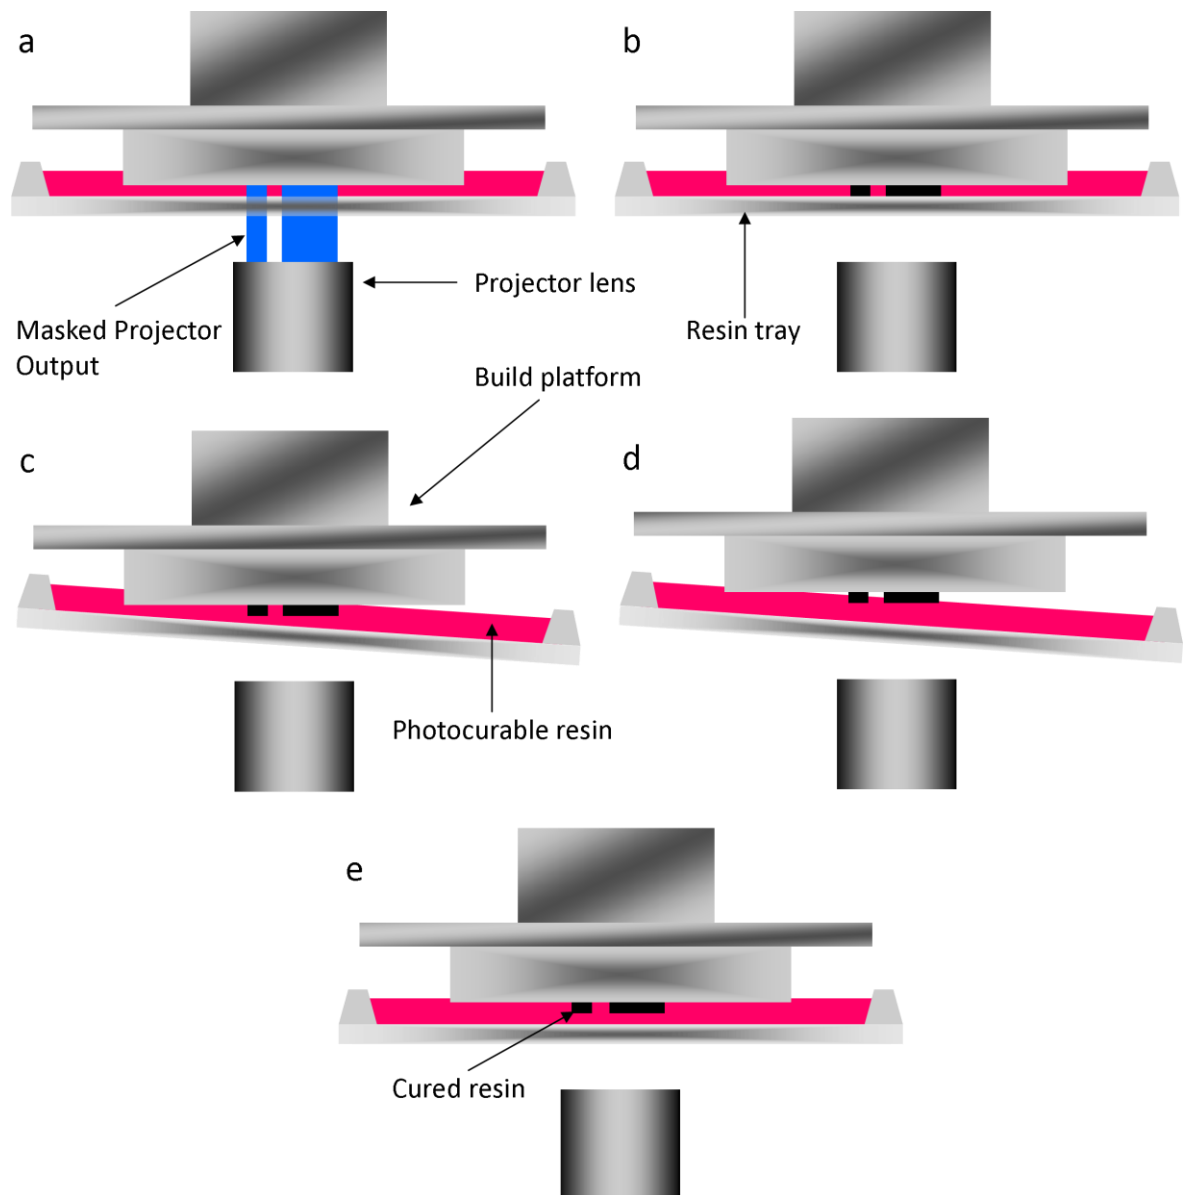 a
b
Projector lens
Masked Projector
Output
Resin tray
Build platform
c
d
Photocurable resin
e
Cured resin